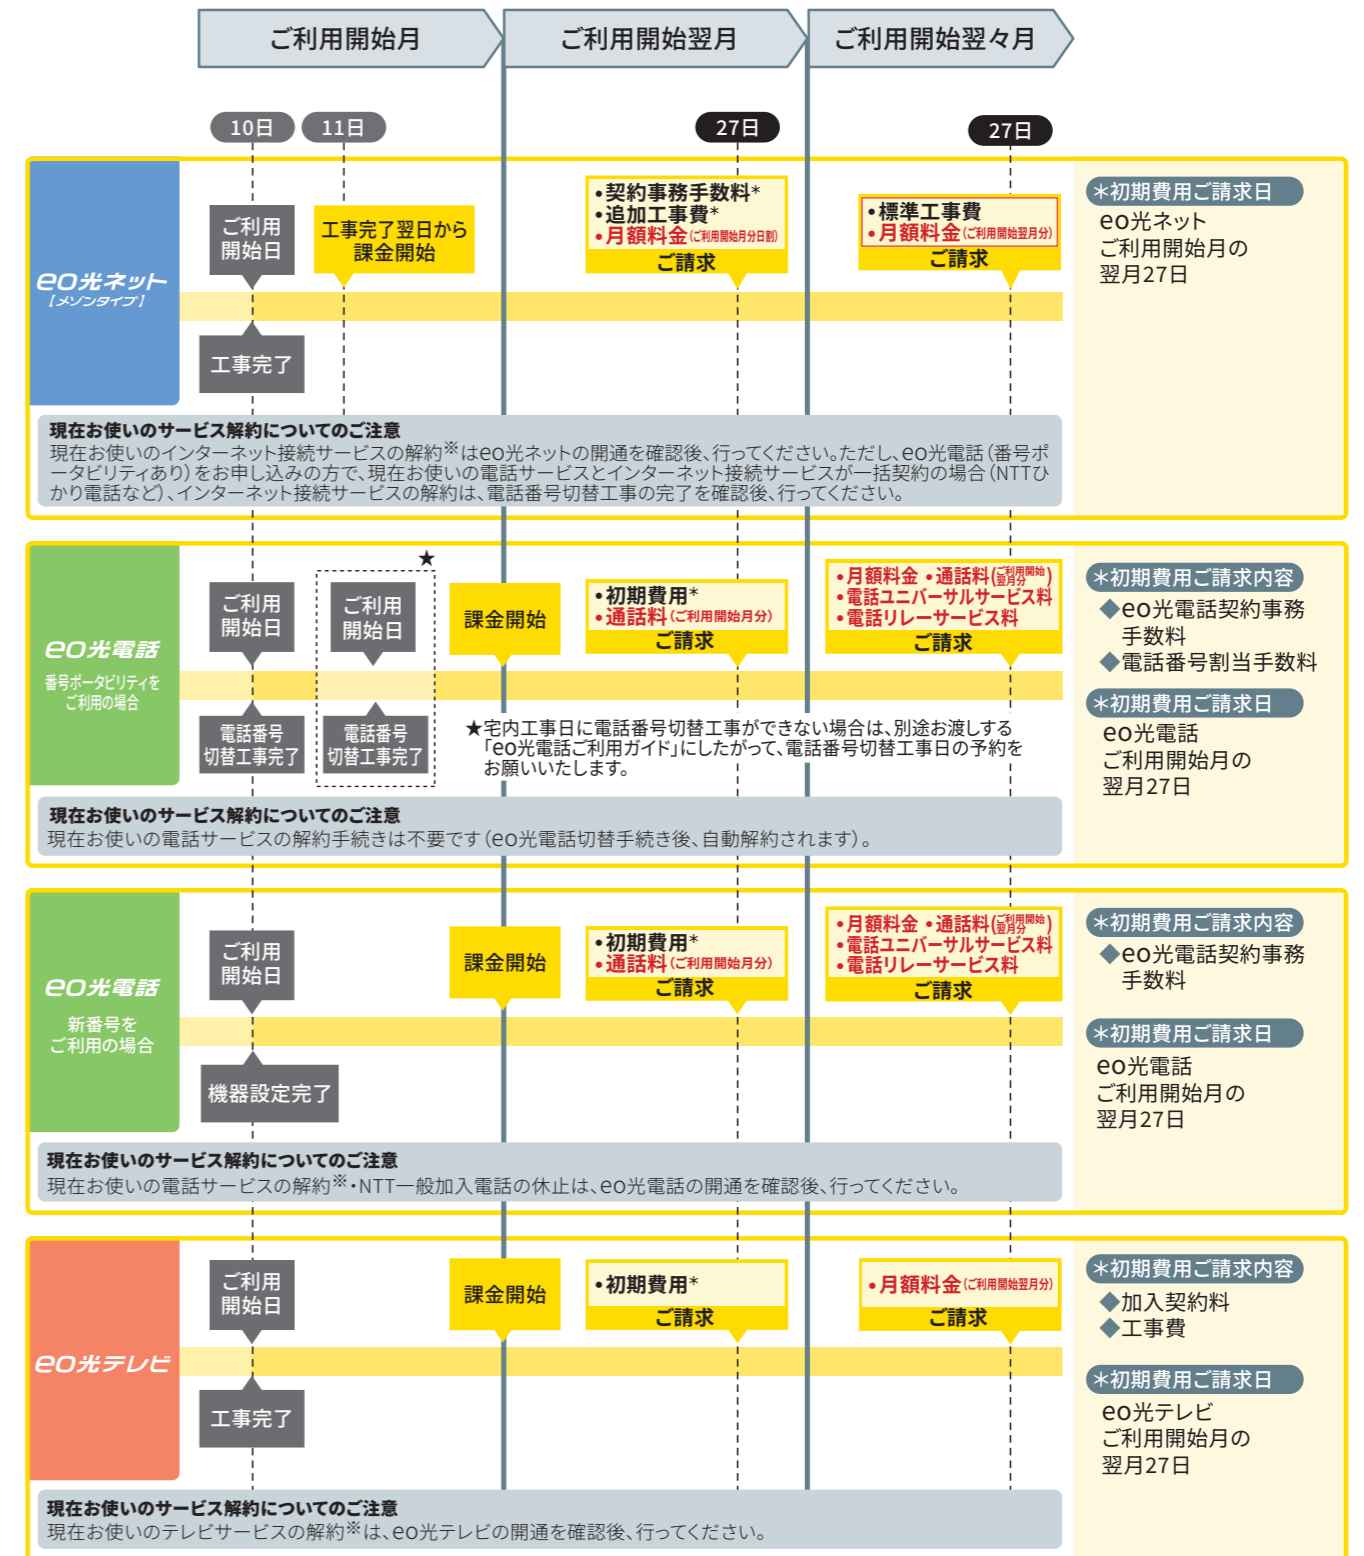 ご利用開始月
ご利用開始翌月
ご利用開始翌々月
10日
11日
27日
27日
eo光ネット
[メゾンタイプ]
ご利用
開始日
工事完了翌日から
課金開始
•契約事務手数料*
•追加工事費*
•月額料金(ご利用開始月分日割)
ご請求
•標準工事費
•月額料金(ご利用開始翌月分)
ご請求
工事完了
*初期費用ご請求日
eo光ネット
ご利用開始月の
翌月27日
現在お使いのサービス解約についてのご注意
現在お使いのインターネット接続サービスの解約※はeo光ネットの開通を確認後、行ってください。ただし、eo光電話(番号ポ
ータビリティあり)をお申し込みの方で、現在お使いの電話サービスとインターネット接続サービスが一括契約の場合(NTTひ
かり電話など)、インターネット接続サービスの解約は、電話番号切替工事の完了を確認後、行ってください。
eo光電話
番号ポータビリティを
ご利用の場合
ご利用
開始日
★
ご利用
開始日
課金開始
•初期費用*
•通話料(ご利用開始月分)
ご請求
•月額料金 •通話料(ご利用開始翌月分)
•電話ユニバーサルサービス料
•電話リレーサービス料
ご請求
電話番号
切替工事完了
電話番号
切替工事完了
★宅内工事日に電話番号切替工事ができない場合は、別途お渡しする
「eo光電話ご利用ガイド」にしたがって、電話番号切替工事日の予約を
お願いいたします。
*初期費用ご請求内容
◆eo光電話契約事務
手数料
◆電話番号割当手数料
*初期費用ご請求日
eo光電話
ご利用開始月の
翌月27日
現在お使いのサービス解約についてのご注意
現在お使いの電話サービスの解約手続きは不要です(eo光電話切替手続き後、自動解約されます)。
eo光電話
新番号を
ご利用の場合
ご利用
開始日
課金開始
•初期費用*
•通話料(ご利用開始月分)
ご請求
•月額料金 •通話料(ご利用開始翌月分)
•電話ユニバーサルサービス料
•電話リレーサービス料
ご請求
機器設定完了
*初期費用ご請求内容
◆eo光電話契約事務
手数料
*初期費用ご請求日
eo光電話
ご利用開始月の
翌月27日
現在お使いのサービス解約についてのご注意
現在お使いの電話サービスの解約※・NTT一般加入電話の休止は、eo光電話の開通を確認後、行ってください。
eo光テレビ
ご利用
開始日
課金開始
•初期費用*
ご請求
•月額料金(ご利用開始翌月分)
ご請求
工事完了
*初期費用ご請求内容
◆加入契約料
◆工事費
*初期費用ご請求日
eo光テレビ
ご利用開始月の
翌月27日
現在お使いのサービス解約についてのご注意
現在お使いのテレビサービスの解約※は、eo光テレビの開通を確認後、行ってください。